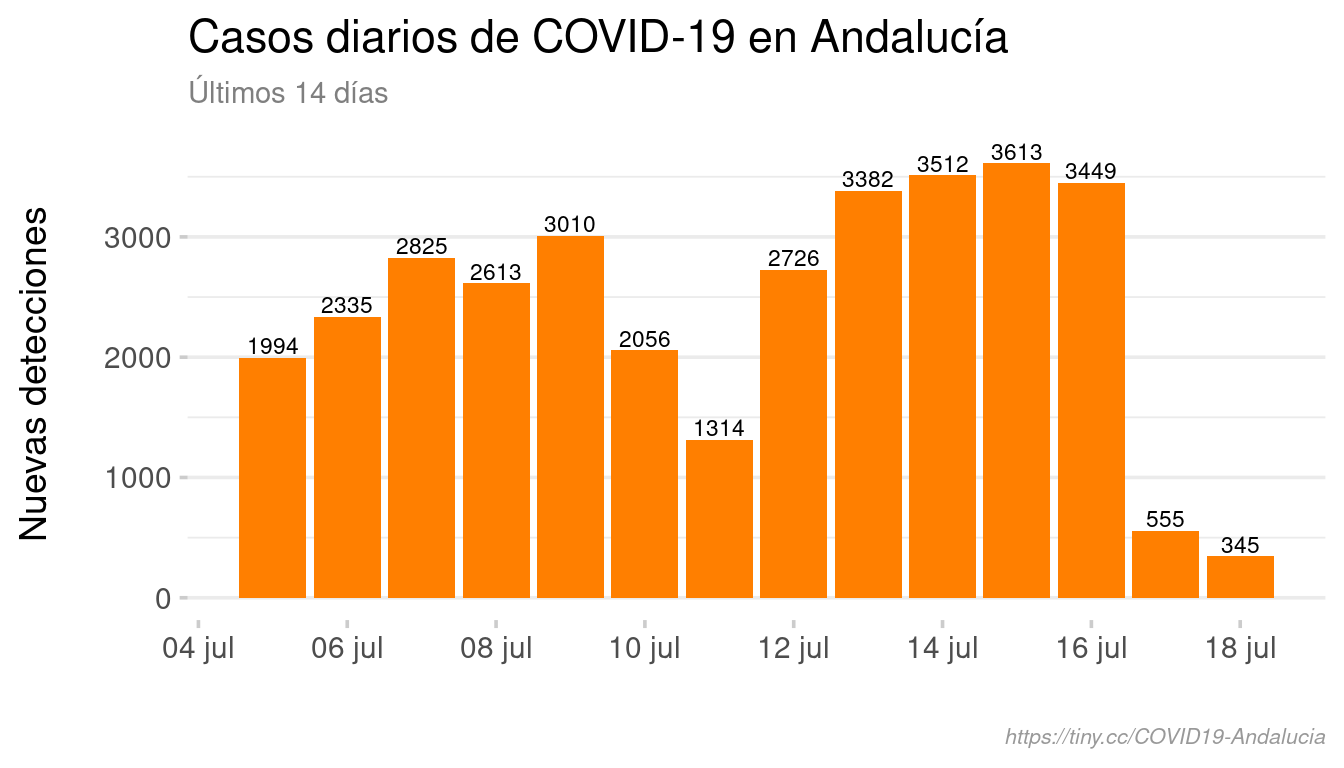 Casos diarios de COVID-19 en Andalucía
Últimos 14 días
Nuevas detecciones
3000
2000
1000
0
1994
2335
2825
2613
3010
2056
1314
2726
3382
3512
3613
3449
555
345
04 jul
06 jul
08 jul
10 jul
12 jul
14 jul
16 jul
18 jul
https://tiny.cc/COVID19-Andalucia